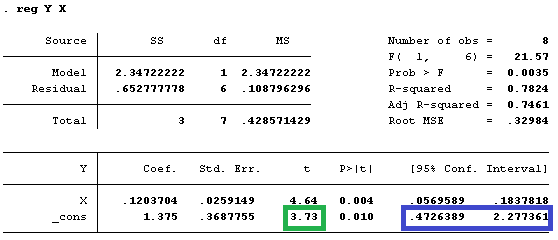 . reg Y X
Source SS df MS Number of obs = 8
F( 1, 6) = 21.57
Model 2.34722222 1 2.34722222 Prob > F = 0.0035
Residual .652777778 6 .108796296 R-squared = 0.7824
Adj R-squared = 0.7461
Total 3 7 .428571429 Root MSE = .32984
Y Coef. Std. Err. t P>|t| [95% Conf. Interval]
X .1203704 .0259149 4.64 0.004 .0569589 .1837818
_cons 1.375 .3687755 3.73 0.010 .4726389 2.277361